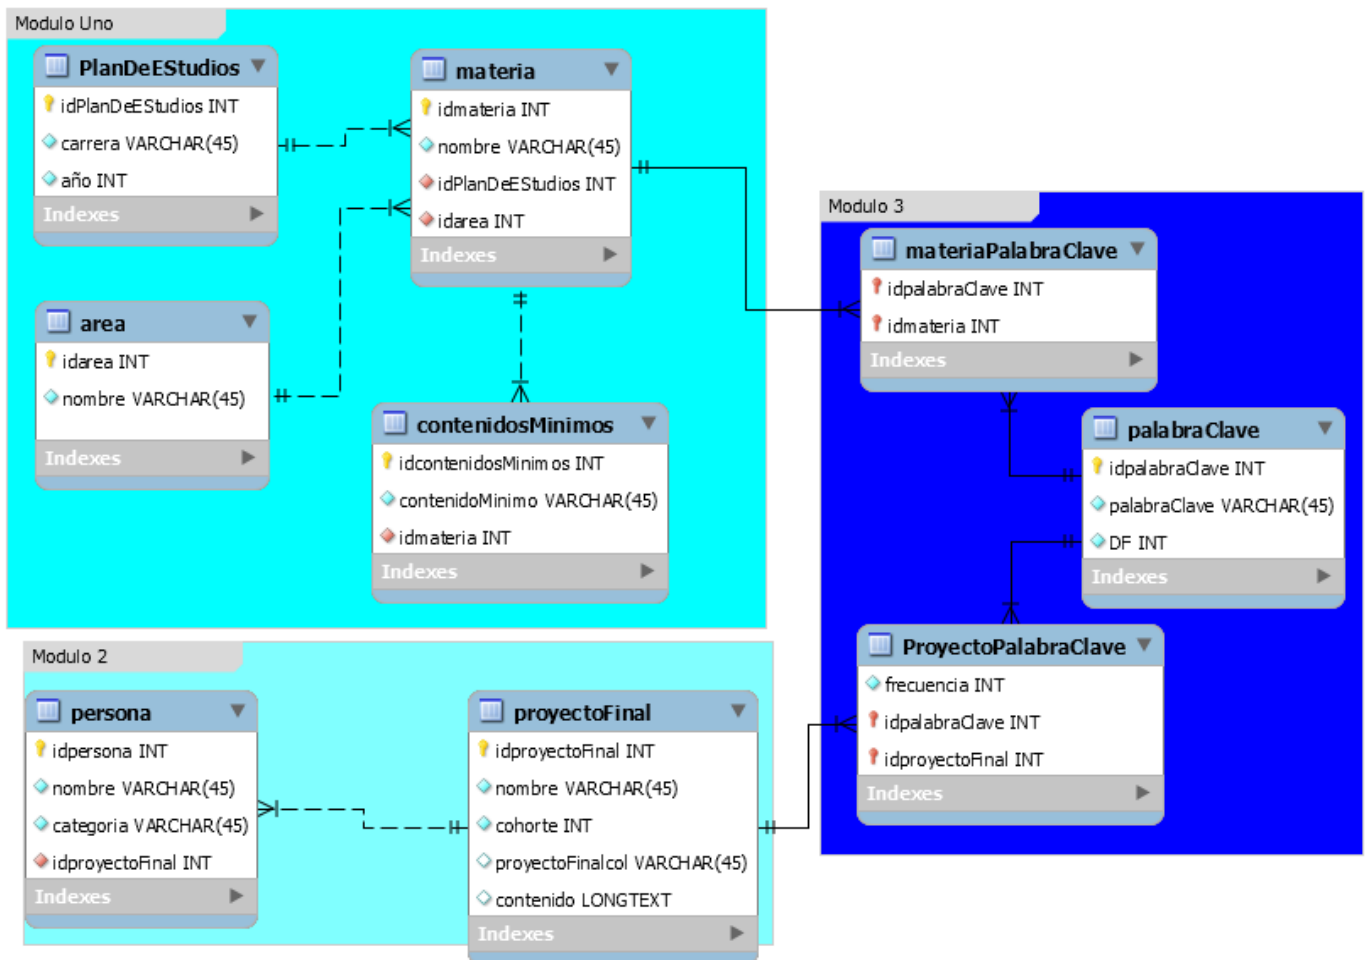 Modulo Uno
PlanDeEStudios
idPlanDeEStudios INT
carrera VARCHAR(45)
año INT
Indexes
materia
idmateria INT
nombre VARCHAR(45)
idPlanDeEStudios INT
idarea INT
Indexes
area
idarea INT
nombre VARCHAR(45)
Indexes
contenidosMinimos
idcontenidosMinimos INT
contenidoMinimo VARCHAR(45)
idmateria INT
Indexes
Modulo 3
materiaPalabraClave
idpalabraClave INT
idmateria INT
Indexes
palabraClave
idpalabraClave INT
palabraClave VARCHAR(45)
DF INT
Indexes
ProyectoPalabraClave
frecuencia INT
idpalabraClave INT
idproyectoFinal INT
Indexes
Modulo 2
persona
idpersona INT
nombre VARCHAR(45)
categoria VARCHAR(45)
idproyectoFinal INT
Indexes
proyectoFinal
idproyectoFinal INT
nombre VARCHAR(45)
cohorte INT
proyectoFinalcol VARCHAR(45)
contenido LONGTEXT
Indexes